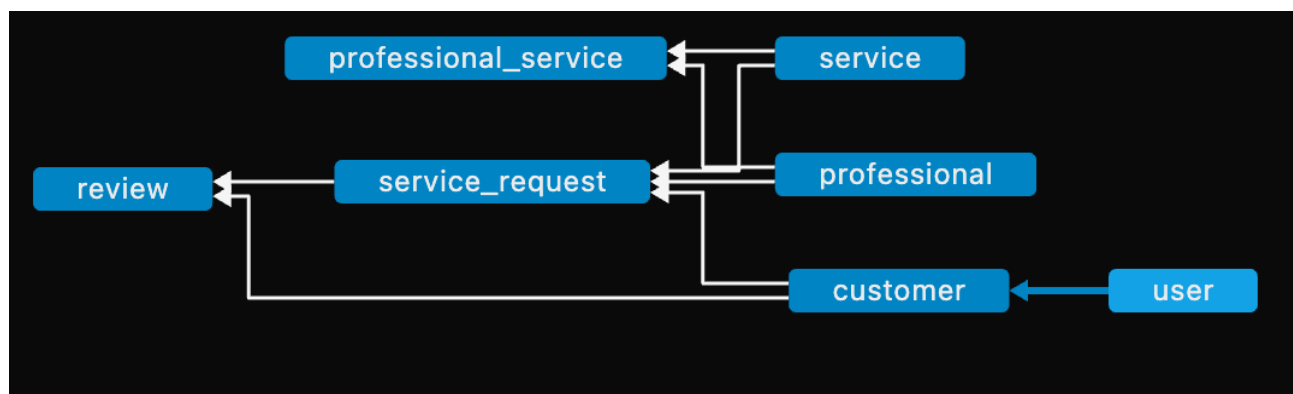 professional_service
service
review
service_request
professional
customer
user